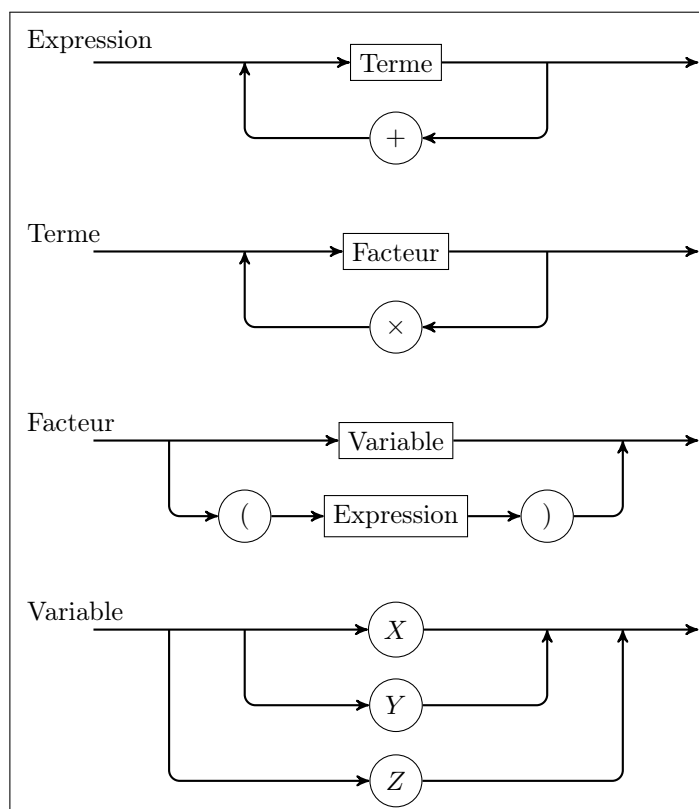 Expression
Terme
+
Terme
Facteur
×
Facteur
Variable
( Expression )
Variable
X
Y
Z